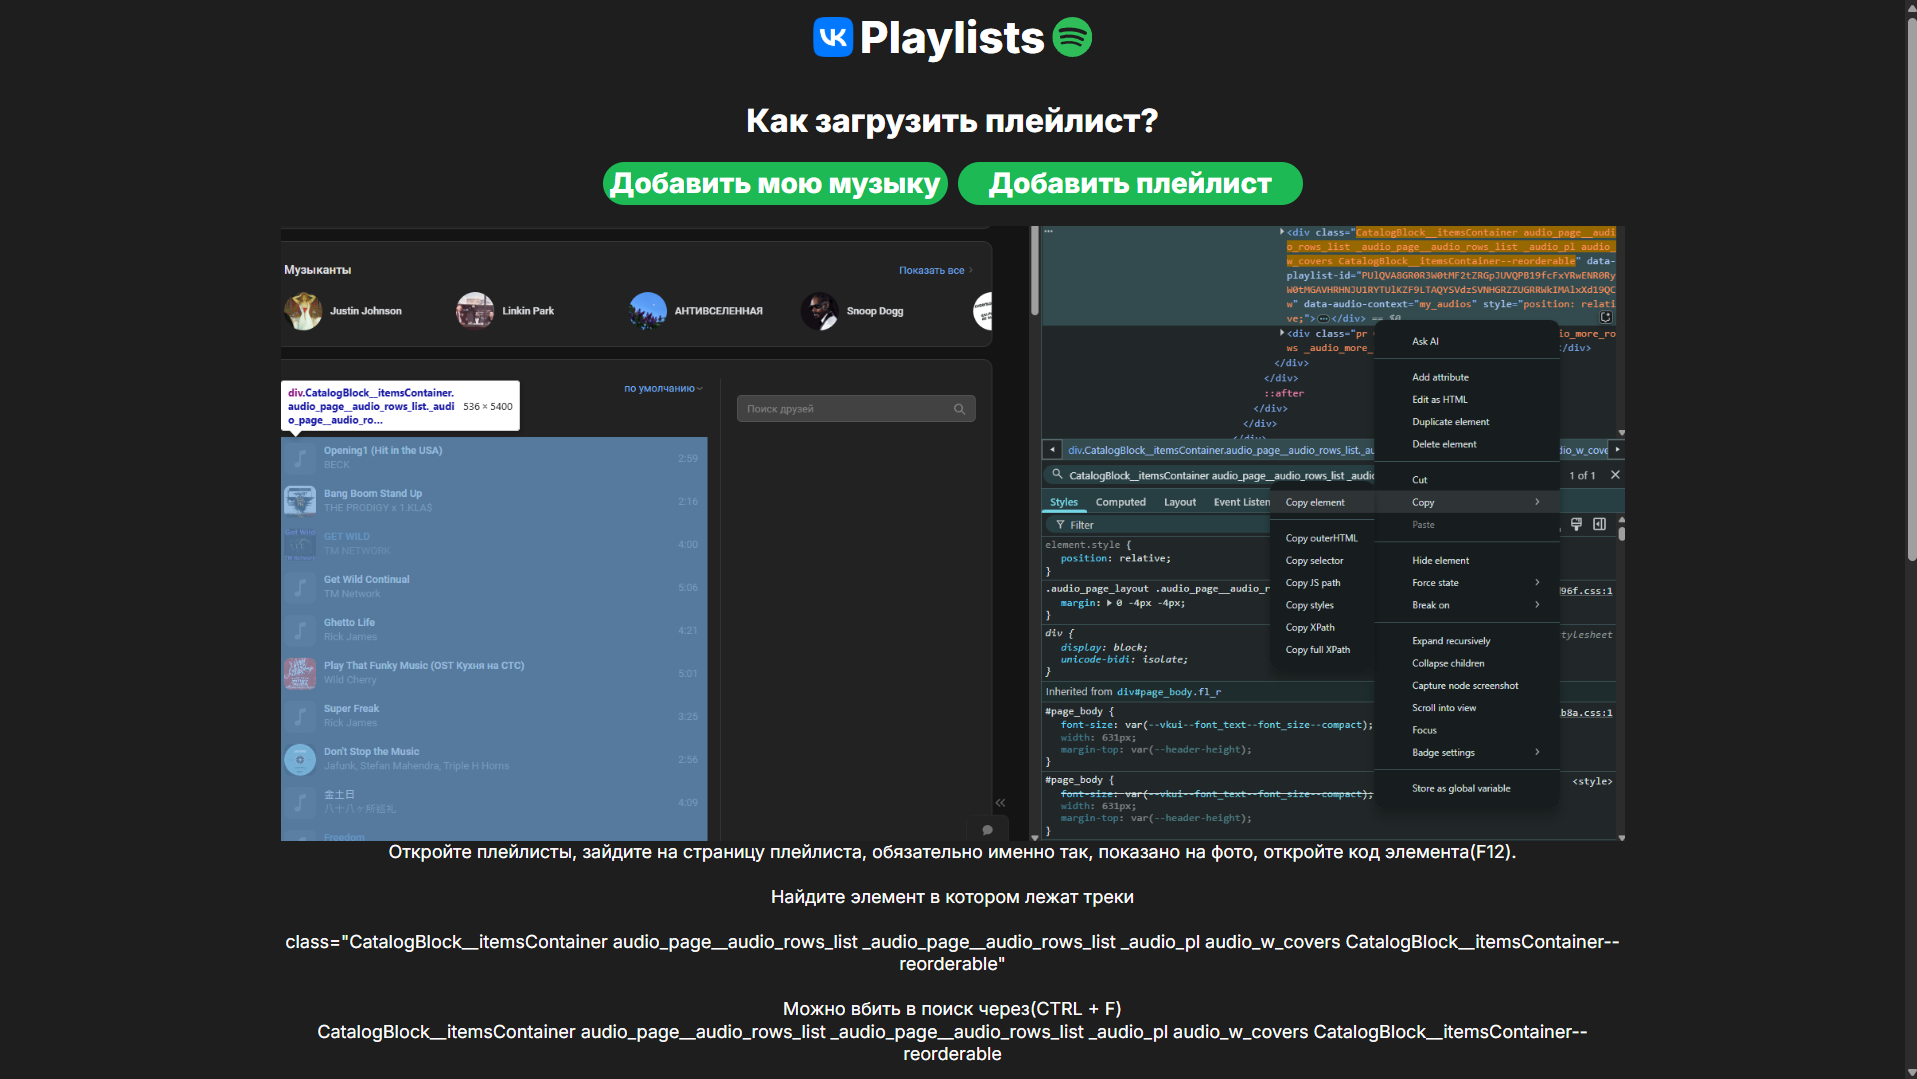 Playlists
Как загрузить плейлист?
Добавить мою музыку
Добавить плейлист
Музыканты
Показать все
Justin Johnson
Linkin Park
АНТИВСЕЛЕННАЯ
Snoop Dogg
по умолчанию
Поиск друзей
div.CatalogBlock__itemsContainer.
audio_page__audio_rows_list._audi
o_page__audio_ro...
536 × 5400
Opening1 (Hit in the USA)
BECK
2:59
Bang Boom Stand Up
THE PRODIGY x 1.KLA$
2:16
GET WILD
TM NETWORK
4:00
Get Wild Continual
TM Network
5:06
Ghetto Life
Rick James
4:21
Play That Funky Music (OST Кухня на СТС)
Wild Cherry
5:01
Super Freak
Rick James
3:25
Don't Stop the Music
Jafunk, Stefan Mahendra, Triple H Horns
2:56
金土日
八十八ヶ所巡礼
4:09
Freedom
<div class="CatalogBlock__itemsContainer audio_page__audi
o_rows_list _audio_page__audio_rows_list _audio_pl audio_
w_covers CatalogBlock__itemsContainer--reorderable" data-
playlist-id=
w" data-audio-context="my_audios" style="position: relati
ve;"> </div> == $0
<div class="pr
io_more_ro
ws _audio_more_
</div>
</div>
</div>
::after
</div>
</div>
</div>
div.CatalogBlock__itemsContainer.audio_page__audio_rows_list._au
dio_w_cove
CatalogBlock__itemsContainer audio_page__audio_rows_list _audio
1 of 1
Styles
Computed
Layout
Event Listen
Filter
element.style {
position: relative;
}
.audio_page_layout .audio_page__audio_r
96f.css:1
margin: 0 -4px -4px;
}
div {
tylesheet
display: block;
unicode-bidi: isolate;
}
Inherited from div#page_body.fl_r
#page_body {
b8a.css:1
font-size: var(--vkui--font_text--font_size--compact);
width: 631px;
margin-top: var(--header-height);
}
#page_body {
<style>
font-size: var(--vkui--font_text--font_size--compact);
width: 631px;
margin-top: var(--header-height);
}
Ask AI
Add attribute
Edit as HTML
Duplicate element
Delete element
Cut
Copy
Paste
Hide element
Force state
Break on
Expand recursively
Collapse children
Capture node screenshot
Scroll into view
Focus
Badge settings
Store as global variable
Copy element
Copy outerHTML
Copy selector
Copy JS path
Copy styles
Copy XPath
Copy full XPath
Откройте плейлисты, зайдите на страницу плейлиста, обязательно именно так, показано на фото, откройте код элемента(F12).
Найдите элемент в котором лежат треки
class="CatalogBlock__itemsContainer audio_page__audio_rows_list _audio_page__audio_rows_list _audio_pl audio_w_covers CatalogBlock__itemsContainer--
reorderable"
Можно вбить в поиск через(CTRL + F)
CatalogBlock__itemsContainer audio_page__audio_rows_list _audio_page__audio_rows_list _audio_pl audio_w_covers CatalogBlock__itemsContainer--
reorderable